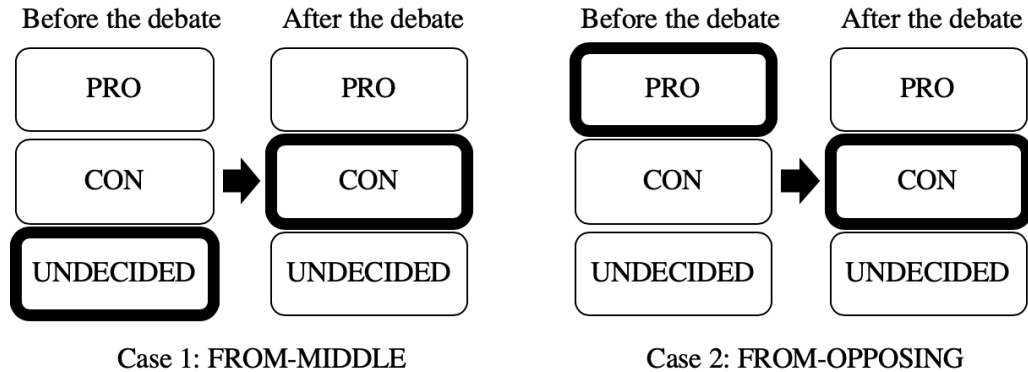 Before the debate After the debate Before the debate After the debate
PRO PRO PRO PRO
CON CON CON CON
UNDECIDED UNDECIDED UNDECIDED UNDECIDED
Case 1: FROM-MIDDLE Case 2: FROM-OPPOSING